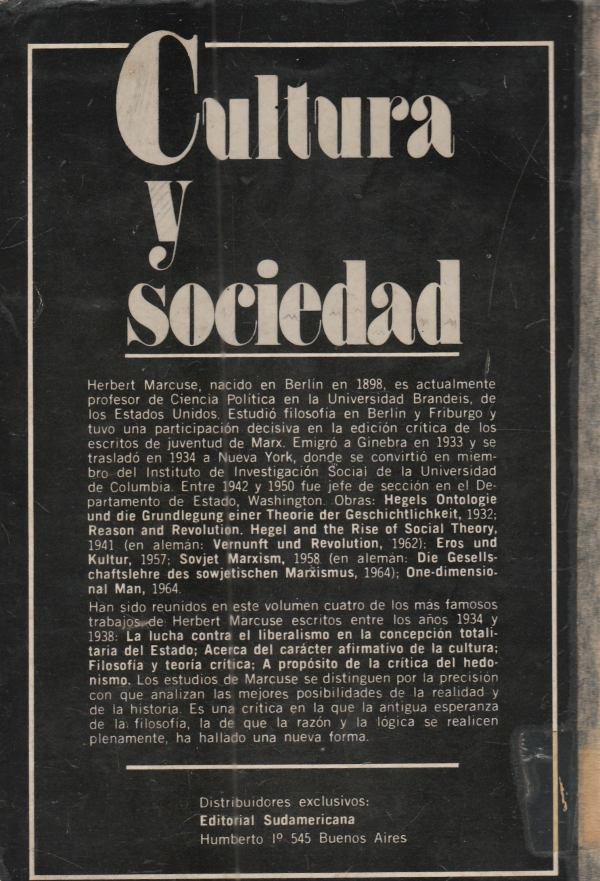 Cultura
y
sociedad
Herbert Marcuse, nacido en Berlín en 1898, es actualmente
profesor de Ciencia Política en la Universidad Brandeis, de
los Estados Unidos. Estudió filosofía en Berlín y Friburgo y
tuvo una participación decisiva en la edición crítica de los
escritos de juventud de Marx. Emigró a Ginebra en 1933 y se
trasladó en 1934 a Nueva York, donde se convirtió en miem-
bro del Instituto de Investigación Social de la Universidad
de Columbia. Entre 1942 y 1950 fue jefe de sección en el De-
partamento de Estado, Washington. Obras: Hegels Ontologie
und die Grundlegung einer Theorie der Geschichtlichkeit, 1932;
Reason and Revolution. Hegel and the Rise of Social Theory,
1941 (en alemán: Vernunft und Revolution, 1962); Eros und
Kultur, 1957; Sovjet Marxism, 1958 (en alemán: Die Gesells-
chaftslehre des sowjetischen Marxismus, 1964); One-dimensio-
nal Man, 1964.
Han sido reunidos en este volumen cuatro de los más famosos
trabajos de Herbert Marcuse escritos entre los años 1934 y
1938: La lucha contra el liberalismo en la concepción totali-
taria del Estado; Acerca del carácter afirmativo de la cultura;
Filosofía y teoría crítica; A propósito de la crítica del hedo-
nismo. Los estudios de Marcuse se distinguen por la precisión
con que analizan las mejores posibilidades de la realidad y
de la historia. Es una crítica en la que la antigua esperanza
de la filosofía, la de que la razón y la lógica se realicen
plenamente, ha hallado una nueva forma.
Distribuidores exclusivos:
Editorial Sudamericana
Humberto Iº 545 Buenos Aires